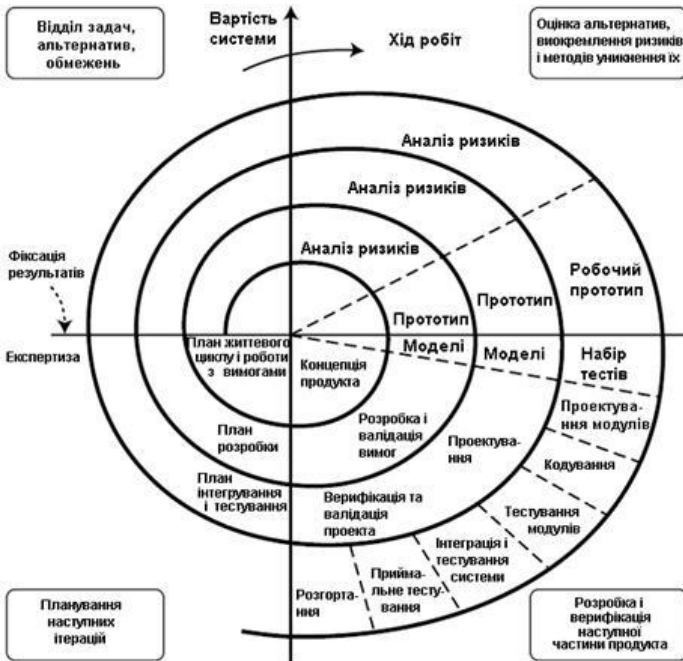 Відділ задач,
альтернатив,
обмежень
Вартість
системи
Хід робіт
Оцінка альтернатив,
виокремлення ризиків
і методів уникнення їх
Аналіз ризиків
Аналіз ризиків
Аналіз ризиків
Фіксація
результатів
Експертиза
Робочий
прототип
Прототип
Прототип
План життевого
циклу і роботи
з вимогами
Концепція
продукта
Моделі
Моделі
Набір
тестів
Проектува-
ння модулів
Кодування
Тестування
модулів
Інтеграція і
тестування
системи
Прийма-
льне тесту-
вання
Розгорта-
ння
План
розробки
Розробка і
валідація
вимог
Проектува-
ння
План
інтегрування
і тестування
Верифікація та
валідація
проекта
Планування
наступних
ітерацій
Розробка і
верифікація
наступної
частини продукта